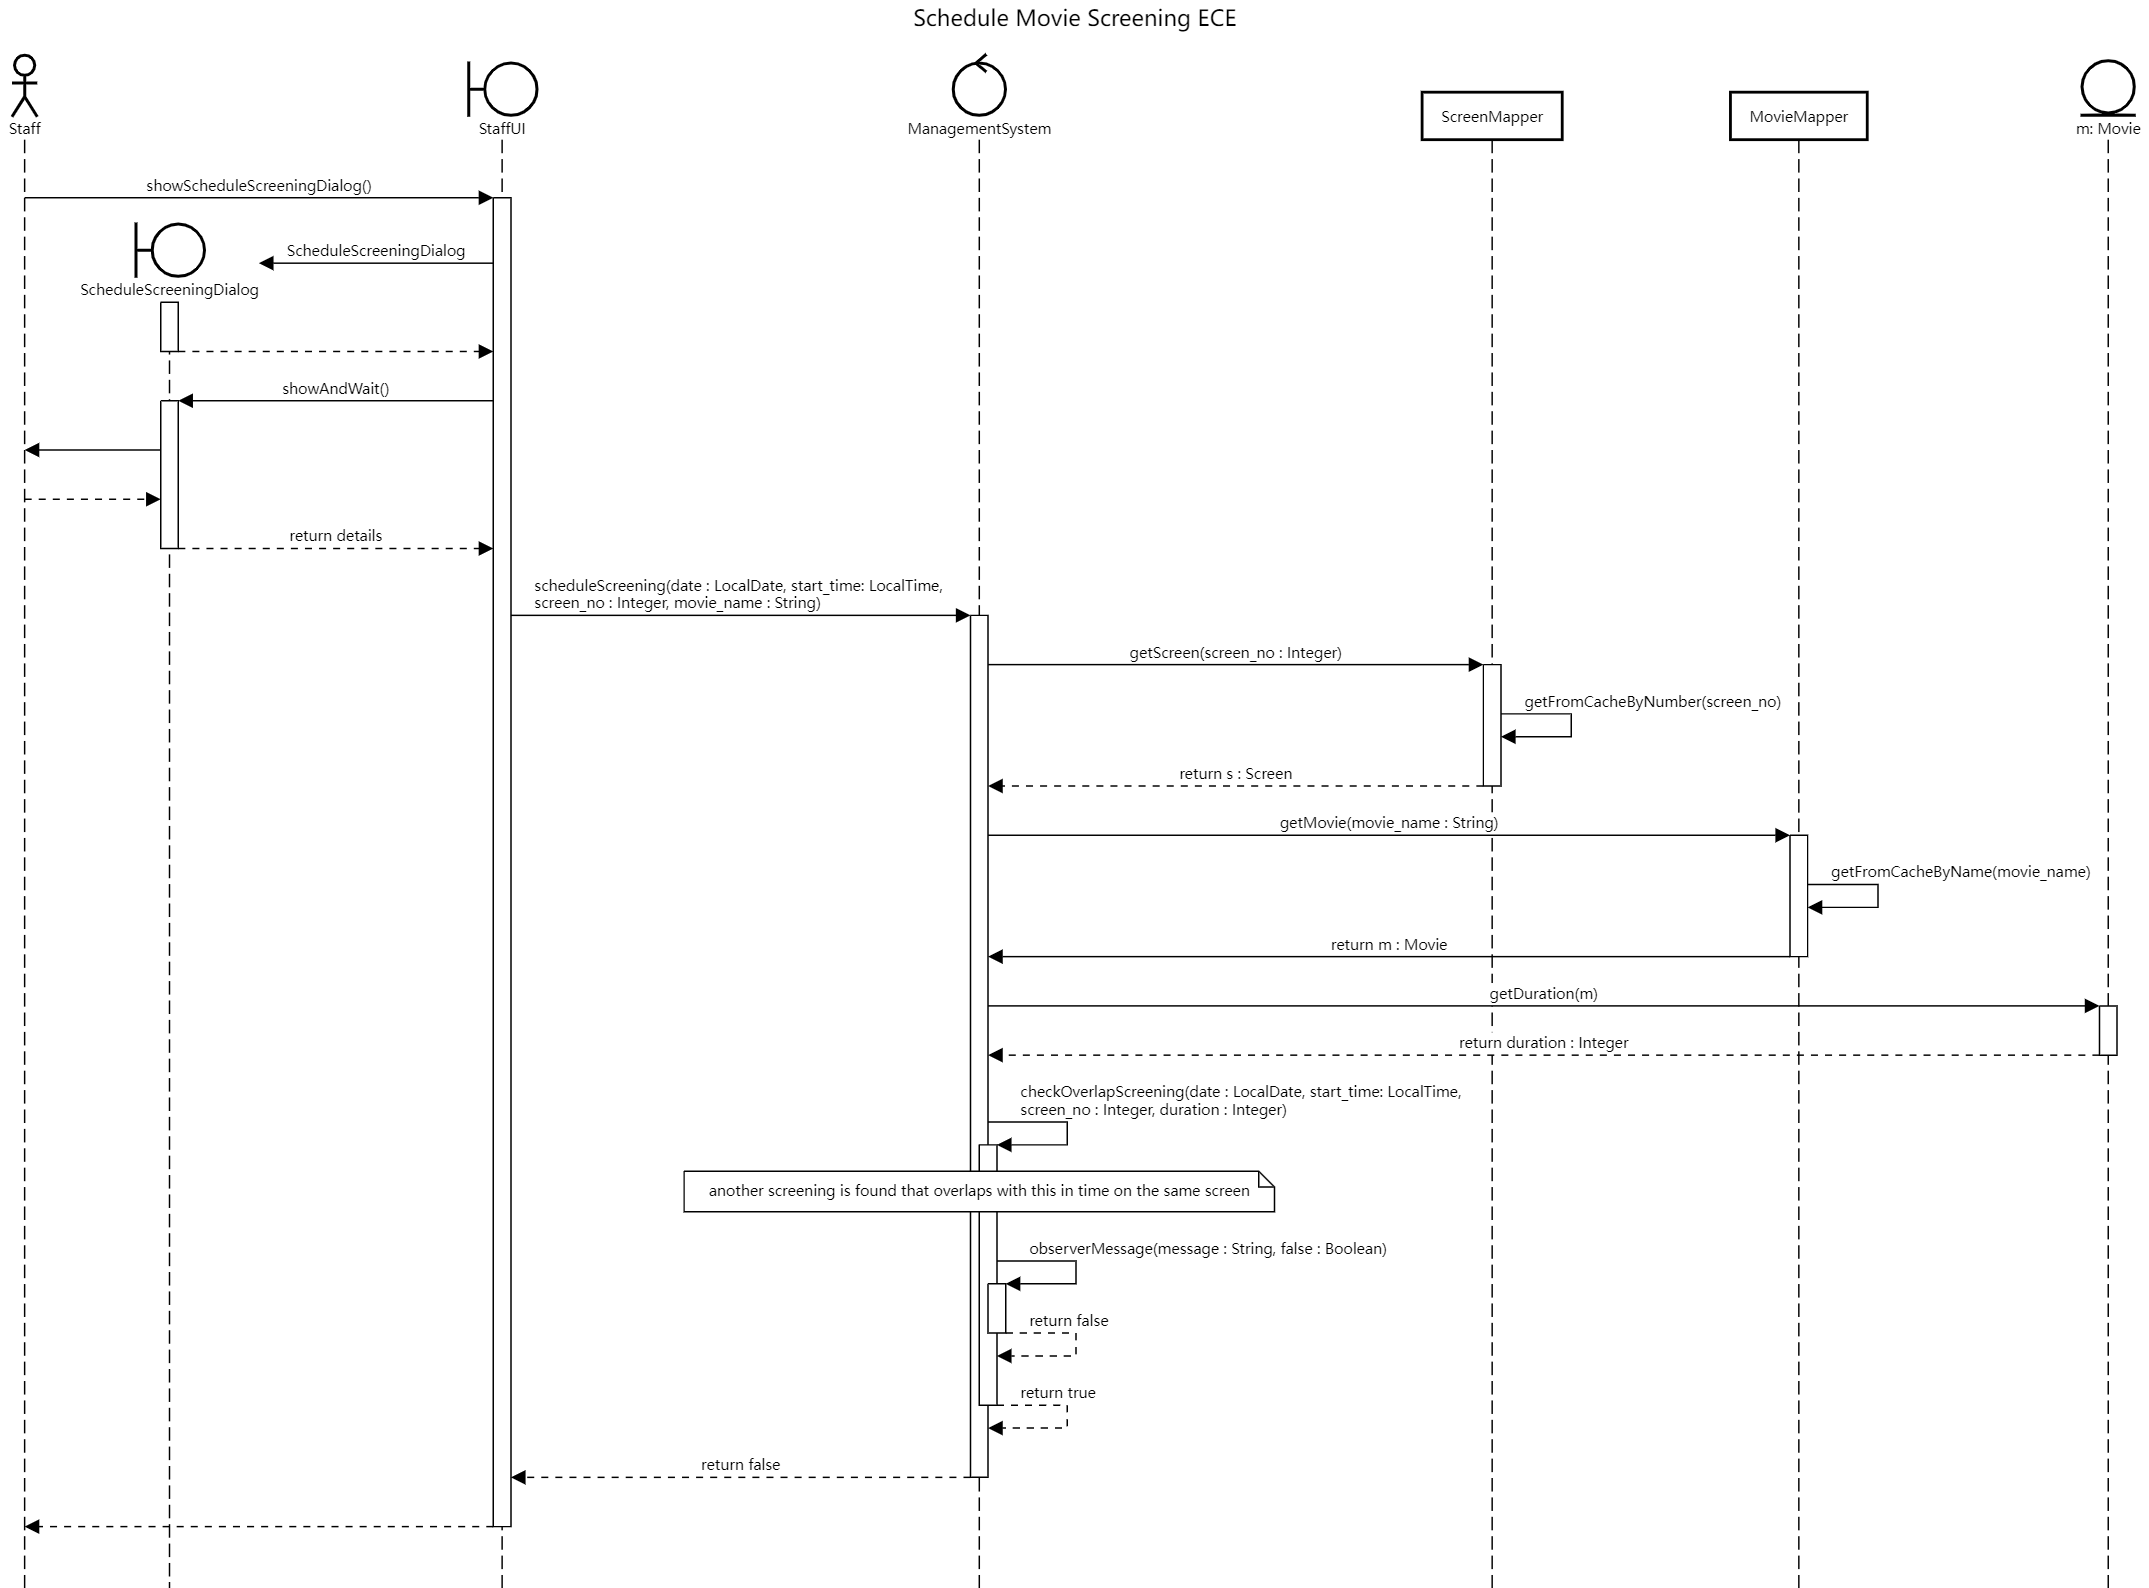 Schedule Movie Screening ECE
Staff
StaffUI
ManagementSystem
ScreenMapper
MovieMapper
m: Movie
showScheduleScreeningDialog()
ScheduleScreeningDialog
ScheduleScreeningDialog
showAndWait()
return details
scheduleScreening(date : LocalDate, start_time: LocalTime,
screen_no : Integer, movie_name : String)
getScreen(screen_no : Integer)
getFromCacheByNumber(screen_no)
return s : Screen
getMovie(movie_name : String)
getFromCacheByName(movie_name)
return m : Movie
getDuration(m)
return duration : Integer
checkOverlapScreening(date : LocalDate, start_time: LocalTime,
screen_no : Integer, duration : Integer)
another screening is found that overlaps with this in time on the same screen
observerMessage(message : String, false : Boolean)
return false
return true
return false